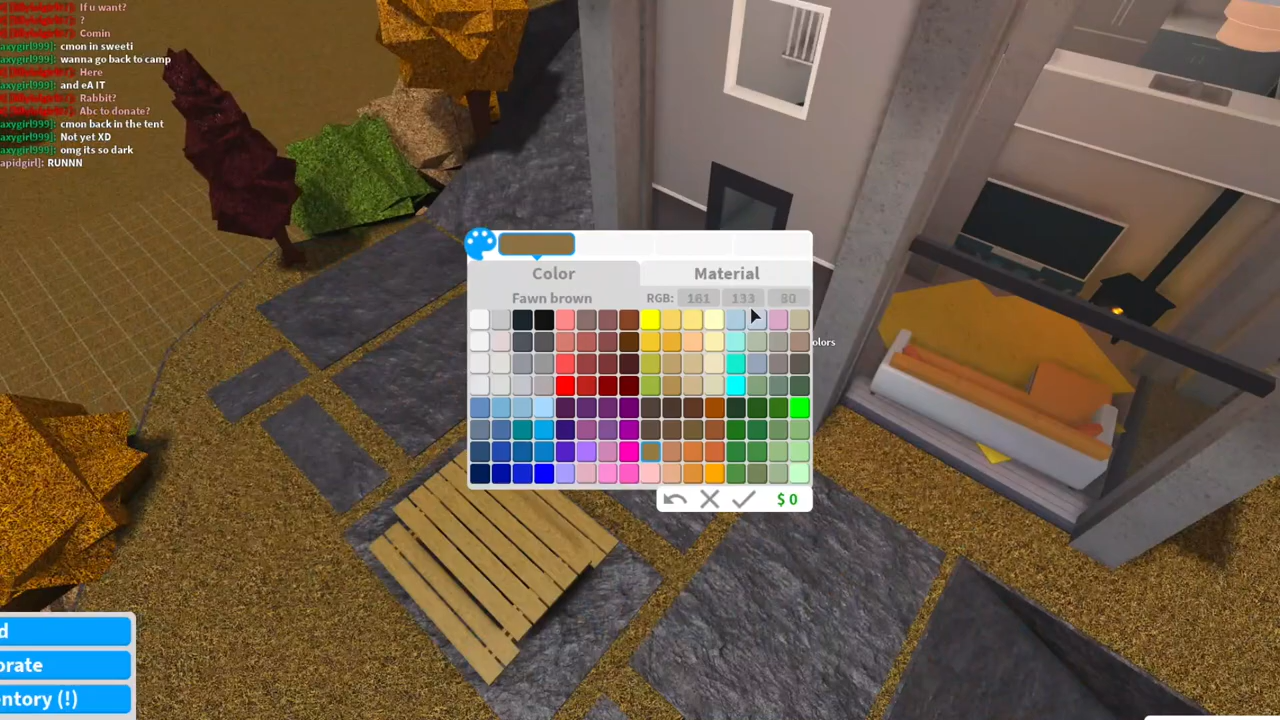 If u want?
?
Comin
axygirl999]: cmon in sweeti
axygirl999]: wanna go back to camp
Here
axygirl999]: and eA IT
Rabbit?
Abc to donate?
axygirl999]: cmon back in the tent
axygirl999]: Not yet XD
axygirl999]: omg its so dark
apidgirl]: RUNNN
Color
Material
Fawn brown
RGB: 161 133 80
olors
$ 0
d
orate
entory (!)